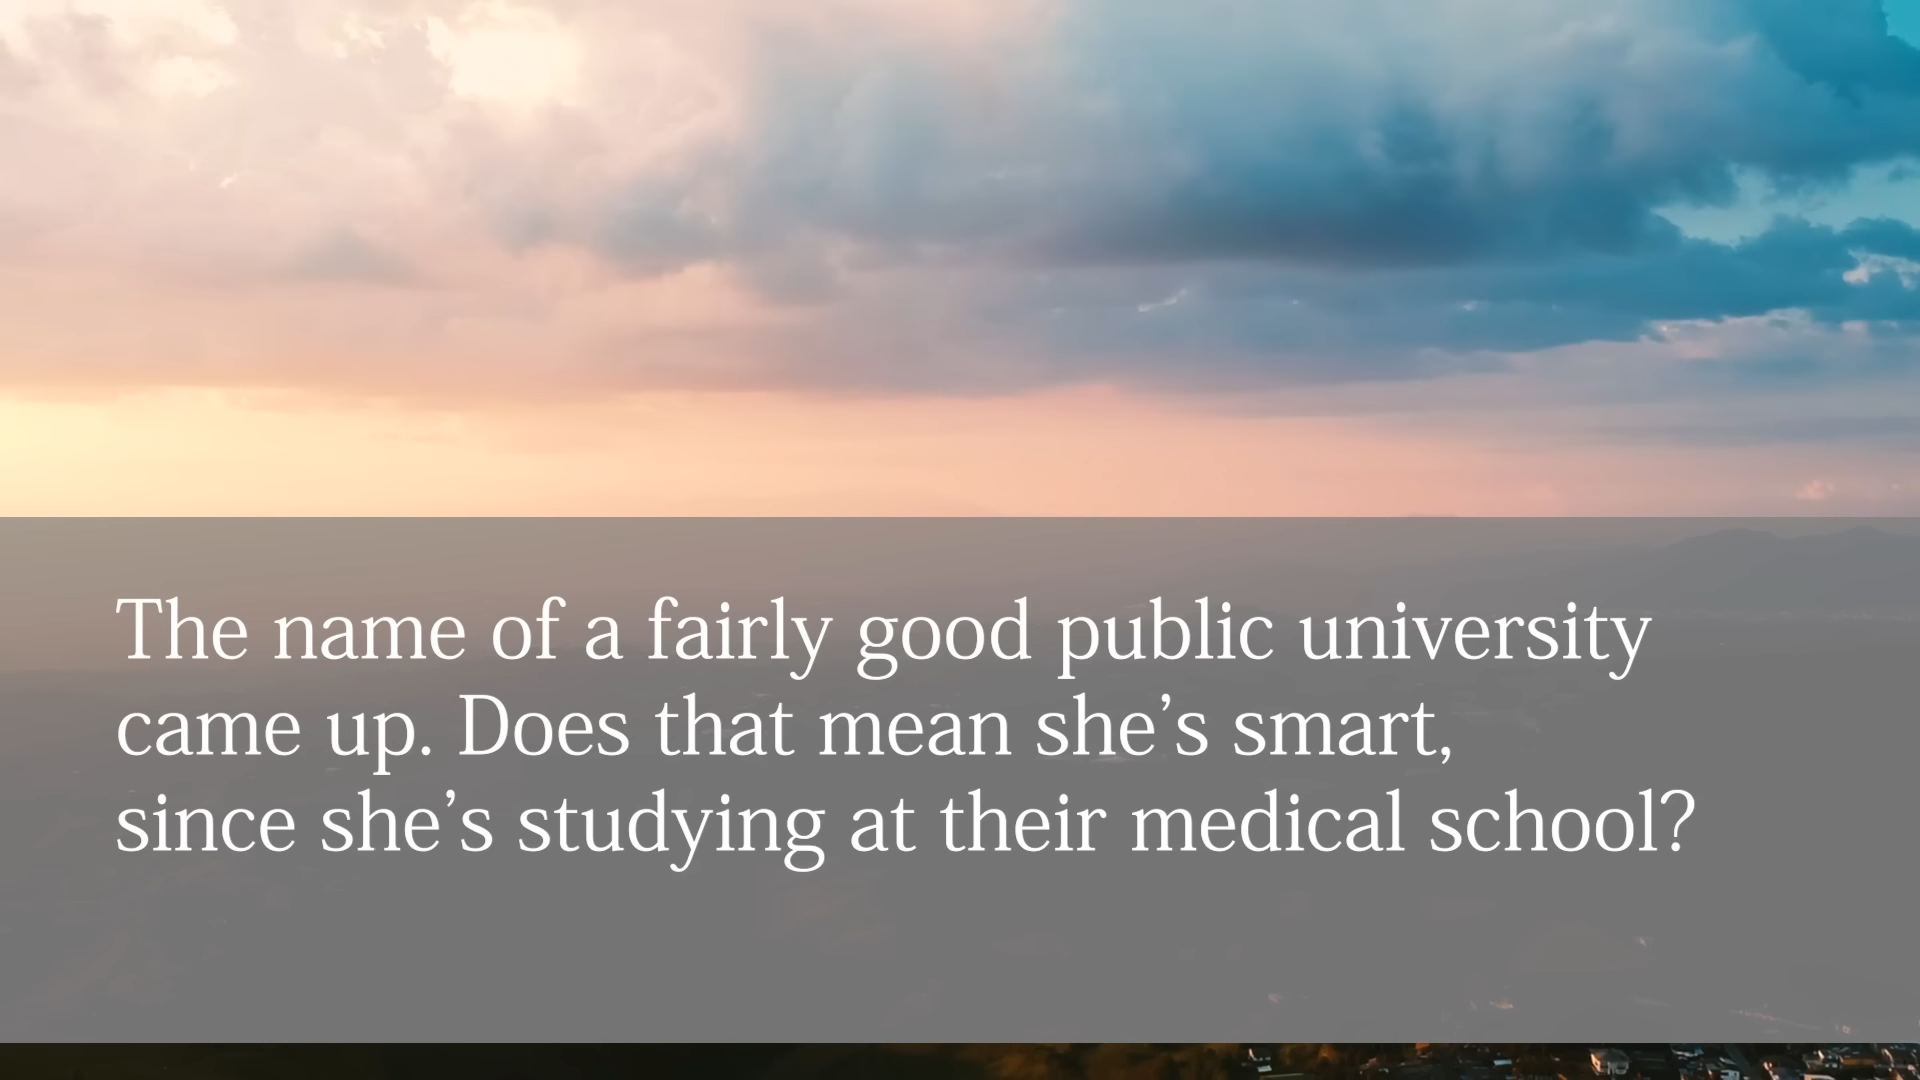 The name of a fairly good public university
came up. Does that mean she’s smart,
since she’s studying at their medical school?